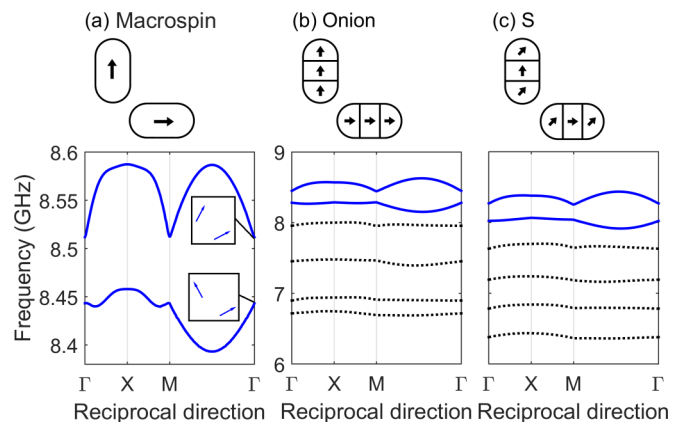 (a) Macrospin
(b) Onion
(c) S
Frequency (GHz)
8.6
8.55
8.5
8.45
8.4
Γ X M Γ
Reciprocal direction
9
8
7
6
Γ X M Γ
Reciprocal direction
Γ X M Γ
Reciprocal direction